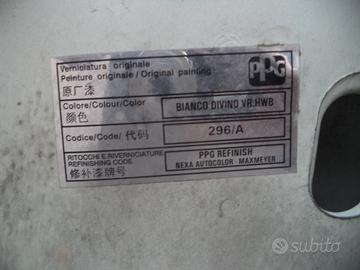 Verniciatura originale
Peinture originale / Original painting
原厂漆
PPG
Colore/Colour/Color
颜色
BIANCO DIVINO VR.HWB
Codice/Code/ 代码
296/A
RITOCCHI E RIVERNICIATURE
REFINISHING CODE
修补漆牌号
PPG REFINISH
NEXA AUTOCOLOR - MAXMEYER
subito